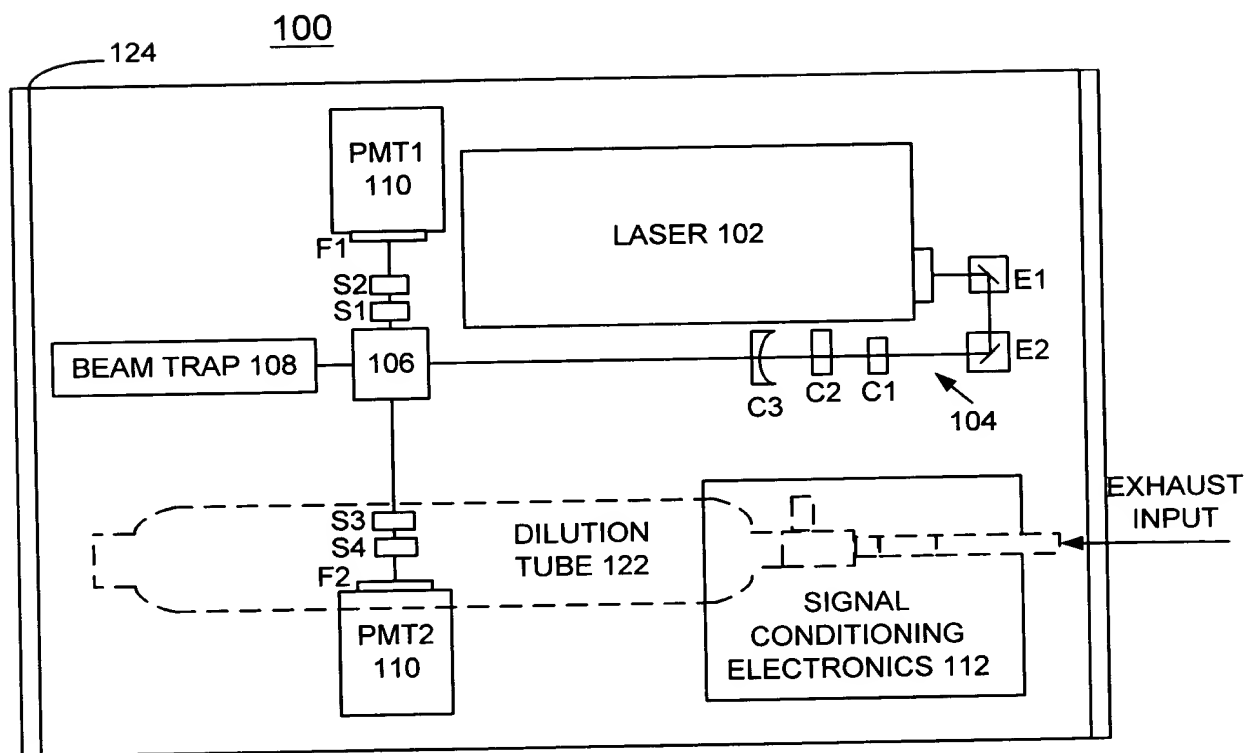 100
124
PMT1
110
F1
S2
S1
LASER 102
E1
E2
BEAM TRAP 108
106
C3
C2
C1
104
EXHAUST
INPUT
S3
S4
F2
DILUTION
TUBE 122
PMT2
110
SIGNAL
CONDITIONING
ELECTRONICS 112